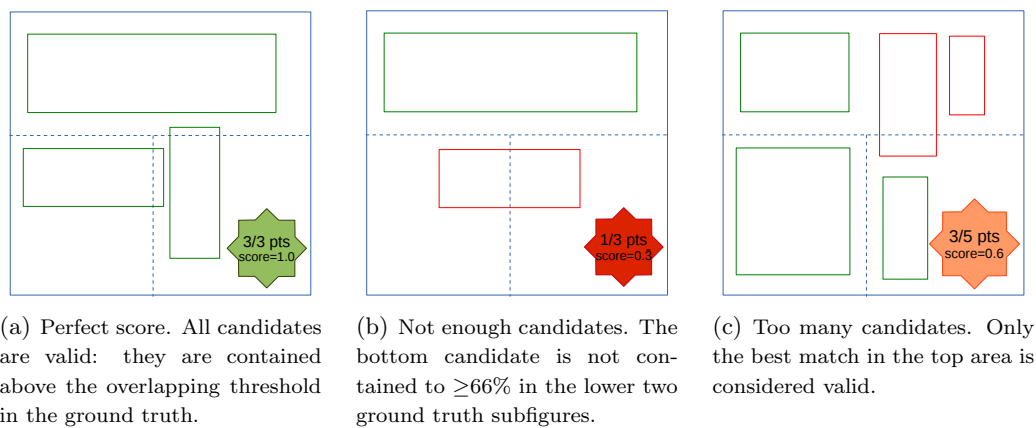 3/3 pts
score=1.0
1/3 pts
score=0.3̄
3/5 pts
score=0.6
(a) Perfect score. All candidates
are valid: they are contained
above the overlapping threshold
in the ground truth.
(b) Not enough candidates. The
bottom candidate is not con-
tained to ≥66% in the lower two
ground truth subfigures.
(c) Too many candidates. Only
the best match in the top area is
considered valid.